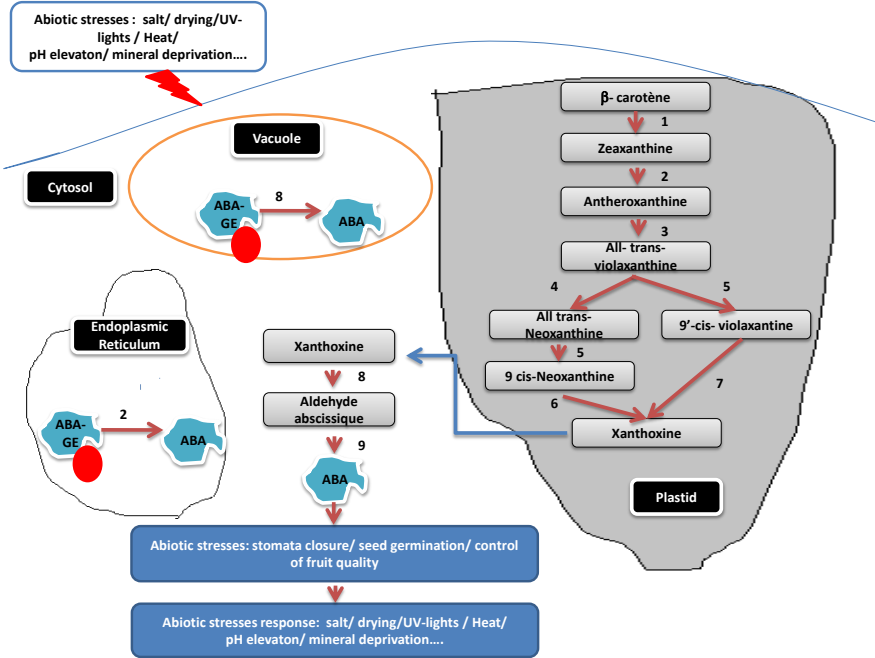 Abiotic stresses : salt/ drying/UV-
lights / Heat/
pH elevaton/ mineral deprivation….
Vacuole
Cytosol
ABA-
GE
8
ABA
β- carotène
1
Zeaxanthine
2
Antheroxanthine
3
All- trans-
violaxanthine
4
5
All trans-
Neoxanthine
9’-cis- violaxantine
5
9 cis-Neoxanthine
6
7
Xanthoxine
Plastid
Endoplasmic
Reticulum
ABA-
GE
2
ABA
Xanthoxine
8
Aldehyde
abscissique
9
ABA
Abiotic stresses: stomata closure/ seed germination/ control
of fruit quality
Abiotic stresses response: salt/ drying/UV-lights / Heat/
pH elevaton/ mineral deprivation….